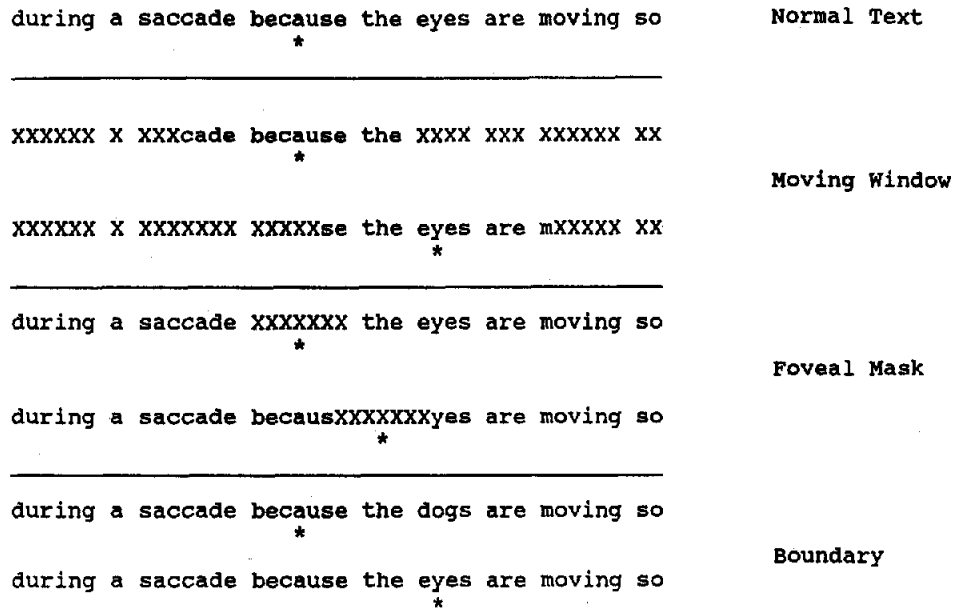 during a saccade because the eyes are moving so Normal Text
*
XXXXXX X XXXcade because the XXXX XXX XXXXXX XX
*
Moving Window
XXXXXX X XXXXXXX XXXXXse the eyes are mXXXXX XX
*
during a saccade XXXXXXX the eyes are moving so
*
Foveal Mask
during a saccade becausXXXXXXXyes are moving so
*
during a saccade because the dogs are moving so
*
Boundary
during a saccade because the eyes are moving so
*